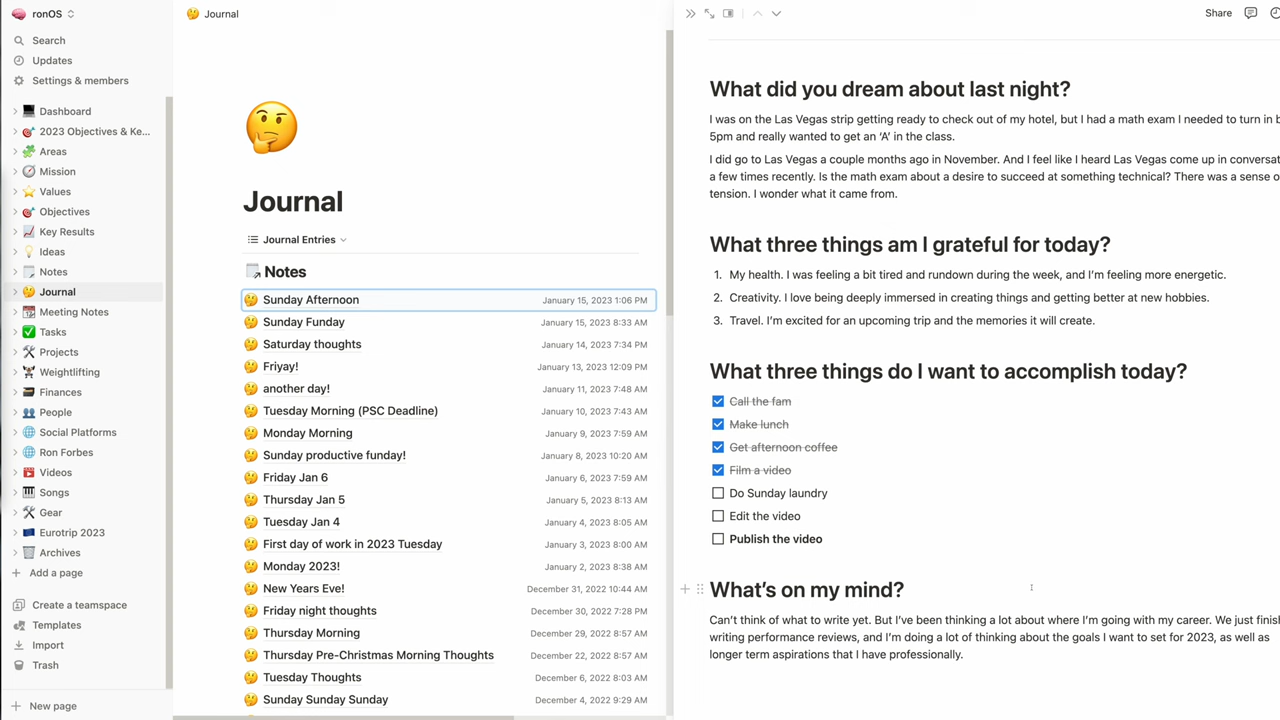 ronOS
Search
Updates
Settings & members
Dashboard
2023 Objectives & Ke...
Areas
Mission
Values
Objectives
Key Results
Ideas
Notes
Journal
Meeting Notes
Tasks
Projects
Weightlifting
Finances
People
Social Platforms
Ron Forbes
Videos
Songs
Gear
Eurotrip 2023
Archives
Add a page
Create a teamspace
Templates
Import
Trash
New page
Journal
Journal
Journal Entries
Notes
Sunday Afternoon January 15, 2023 1:06 PM
Sunday Funday January 15, 2023 8:33 AM
Saturday thoughts January 14, 2023 7:34 PM
Friyay! January 13, 2023 12:09 PM
another day! January 11, 2023 7:48 AM
Tuesday Morning (PSC Deadline) January 10, 2023 7:43 AM
Monday Morning January 9, 2023 7:59 AM
Sunday productive funday! January 8, 2023 10:20 AM
Friday Jan 6 January 6, 2023 7:59 AM
Thursday Jan 5 January 5, 2023 8:13 AM
Tuesday Jan 4 January 4, 2023 8:05 AM
First day of work in 2023 Tuesday January 3, 2023 8:00 AM
Monday 2023! January 2, 2023 8:38 AM
New Years Eve! December 31, 2022 10:44 AM
Friday night thoughts December 30, 2022 7:28 PM
Thursday Morning December 29, 2022 8:57 AM
Thursday Pre-Christmas Morning Thoughts December 22, 2022 8:57 AM
Tuesday Thoughts December 6, 2022 8:03 AM
Sunday Sunday Sunday December 4, 2022 9:29 AM
Share
What did you dream about last night?
I was on the Las Vegas strip getting ready to check out of my hotel, but I had a math exam I needed to turn in b
5pm and really wanted to get an ‘A’ in the class.
I did go to Las Vegas a couple months ago in November. And I feel like I heard Las Vegas come up in conversat
a few times recently. Is the math exam about a desire to succeed at something technical? There was a sense o
tension. I wonder what it came from.
What three things am I grateful for today?
1. My health. I was feeling a bit tired and rundown during the week, and I’m feeling more energetic.
2. Creativity. I love being deeply immersed in creating things and getting better at new hobbies.
3. Travel. I’m excited for an upcoming trip and the memories it will create.
What three things do I want to accomplish today?
Call the fam
Make lunch
Get afternoon coffee
Film a video
Do Sunday laundry
Edit the video
Publish the video
What’s on my mind?
Can’t think of what to write yet. But I’ve been thinking a lot about where I’m going with my career. We just finis
writing performance reviews, and I’m doing a lot of thinking about the goals I want to set for 2023, as well as
longer term aspirations that I have professionally.